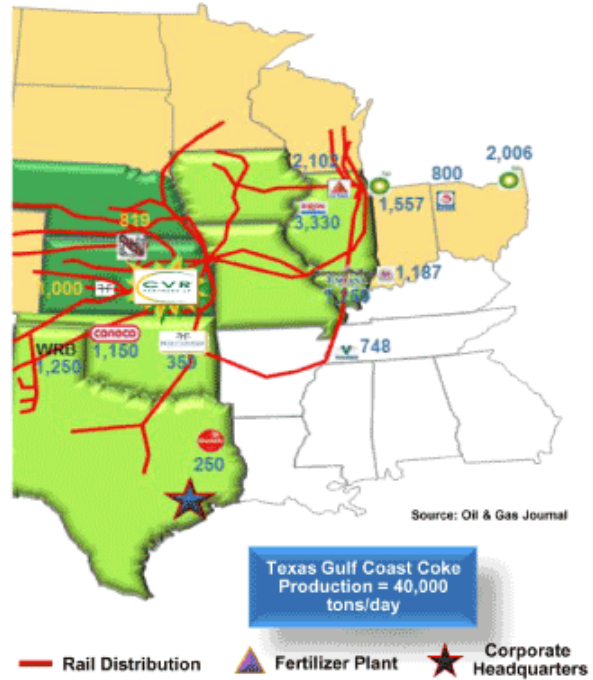 2,102
800
2,006
3,330
1,557
819
1,187
1,000
CVR
conoco
WRB
1,150
350
1,250
748
250
Source: Oil & Gas Journal
Texas Gulf Coast Coke
Production = 40,000
tons/day
Rail Distribution
Fertilizer Plant
Corporate
Headquarters